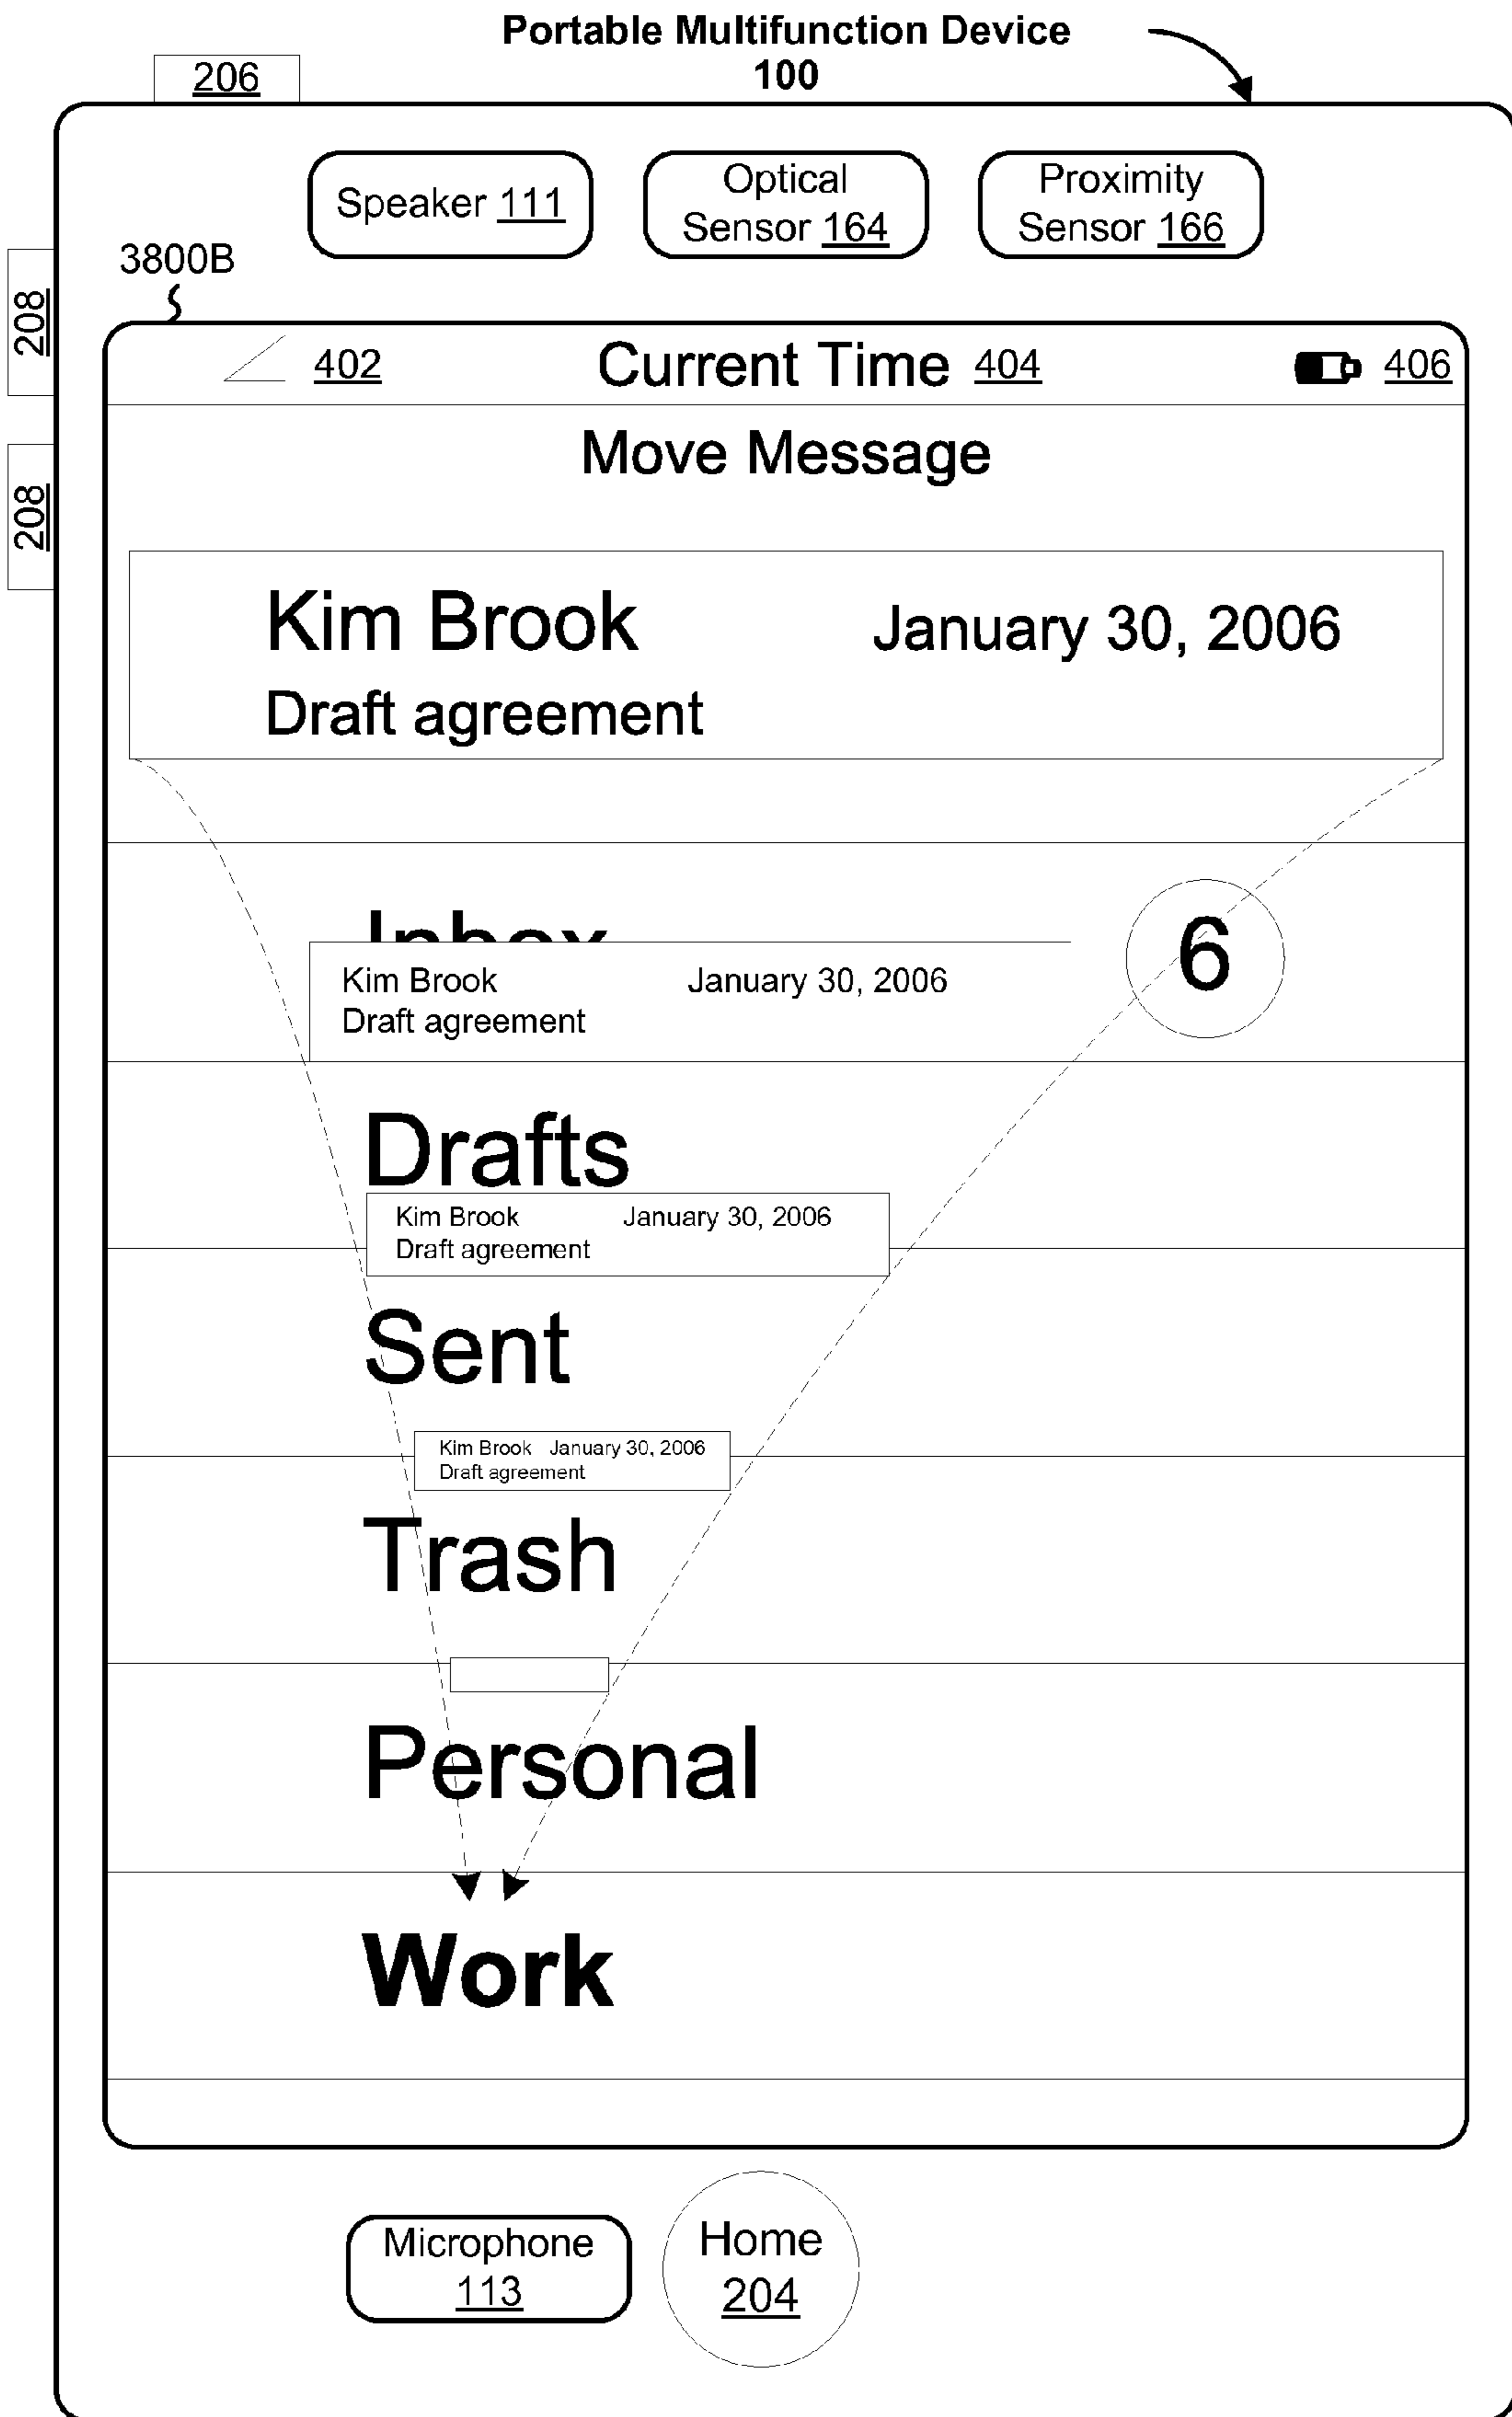 Portable Multifunction Device
100
206
Speaker 111
Optical
Sensor 164
Proximity
Sensor 166
3800B
208
208
402
Current Time 404
406
Move Message
Kim Brook January 30, 2006
Draft agreement
Inbox
6
Kim Brook January 30, 2006
Draft agreement
Drafts
Kim Brook January 30, 2006
Draft agreement
Sent
Kim Brook January 30, 2006
Draft agreement
Trash
Personal
Work
Microphone
113
Home
204